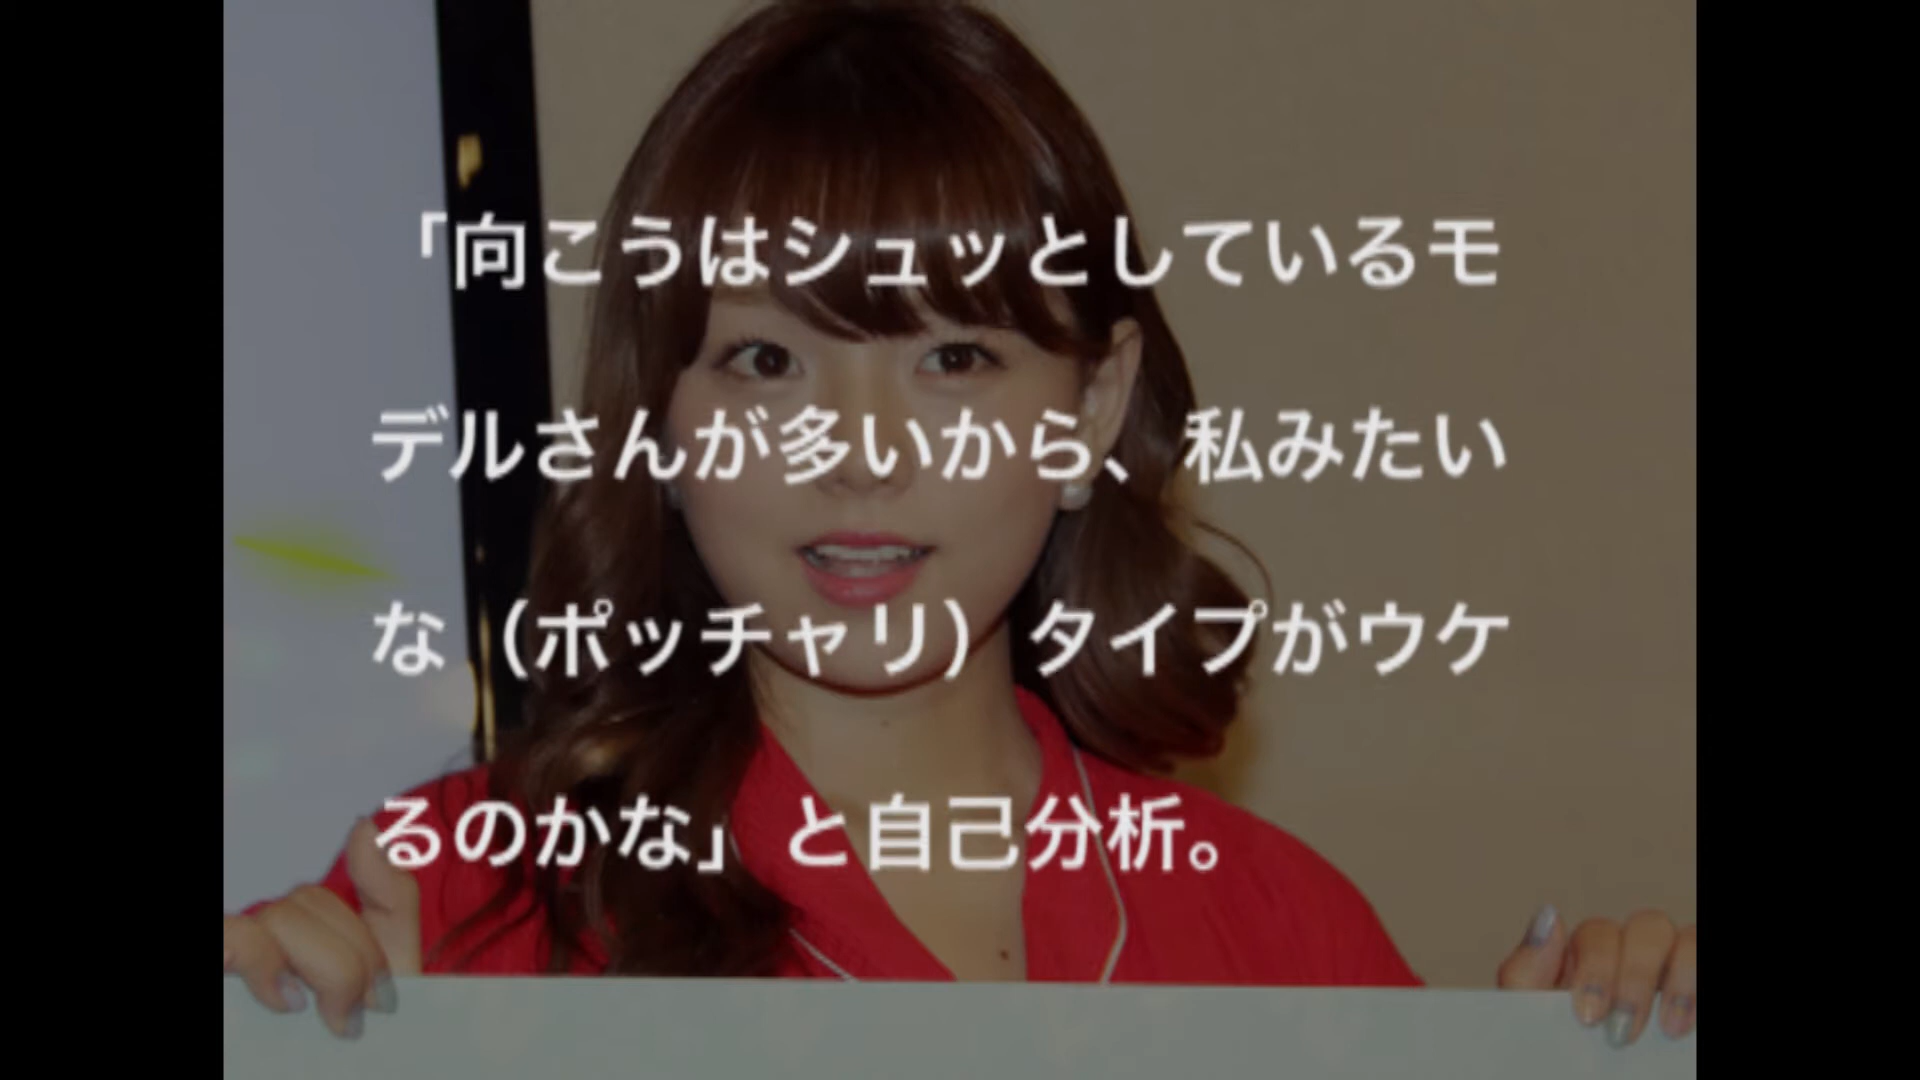 「向こうはシュッとしているモ
デルさんが多いから、私みたい
な（ポッチャリ）タイプがウケ
るのかな」と自己分析。